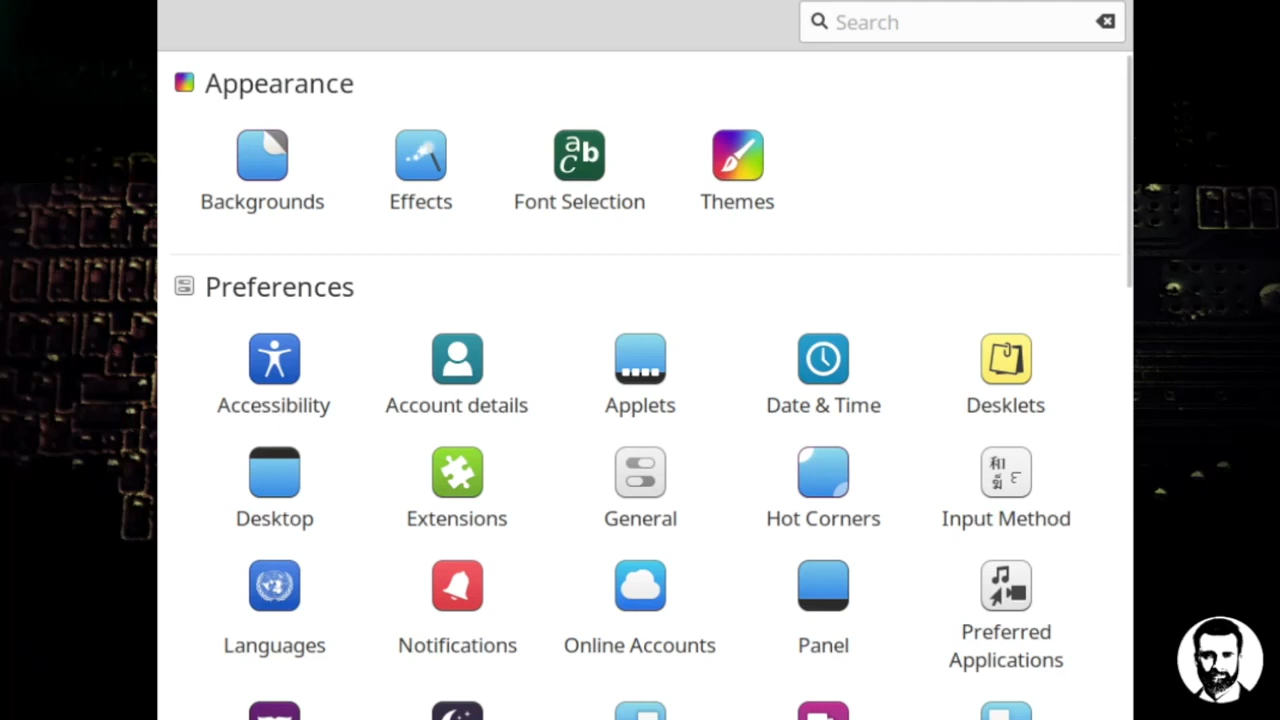 Search
Appearance
Backgrounds
Effects
Font Selection
Themes
Preferences
Accessibility
Account details
Applets
Date & Time
Desklets
Desktop
Extensions
General
Hot Corners
Input Method
Languages
Notifications
Online Accounts
Panel
Preferred
Applications